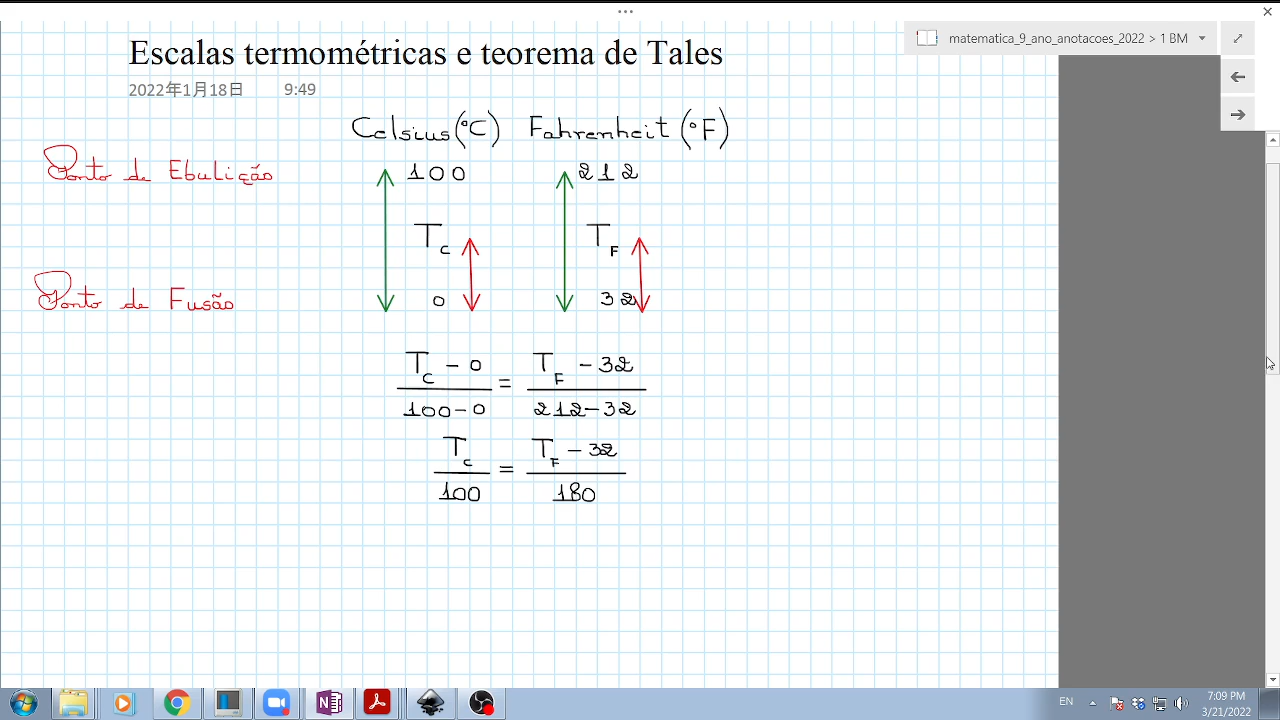 ...
matematica_9_ano_anotacoes_2022 > 1 BM
Escalas termométricas e teorema de Tales
2022年1月18日 9:49
Celsius (°C) Fahrenheit (°F)
Ponto de Ebulição 100 212
T_C T_F
Ponto de Fusão 0 32
T_C - 0 / 100 - 0 = T_F - 32 / 212 - 32
T_C / 100 = T_F - 32 / 180
EN 7:09 PM
3/21/2022